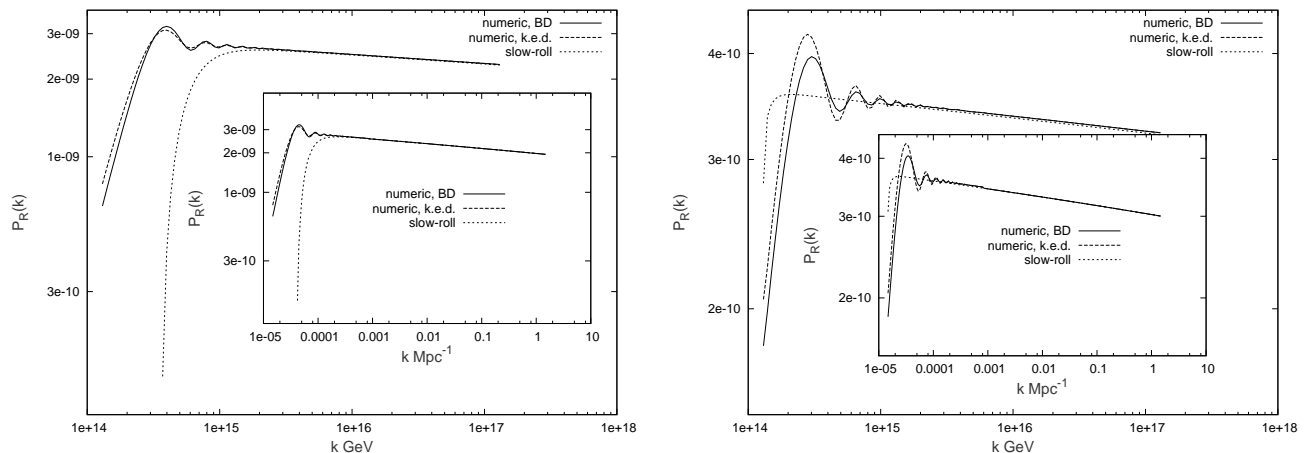 numeric, BD
numeric, k.e.d.
slow-roll
3e-09
2e-09
1e-09
3e-10
P_R(k)
1e+14 1e+15 1e+16 1e+17 1e+18
k GeV
3e-09
2e-09
1e-09
3e-10
P_R(k)
numeric, BD
numeric, k.e.d.
slow-roll
1e-05 0.0001 0.001 0.01 0.1 1 10
k Mpc^-1
numeric, BD
numeric, k.e.d.
slow-roll
4e-10
3e-10
2e-10
P_R(k)
1e+14 1e+15 1e+16 1e+17 1e+18
k GeV
4e-10
3e-10
2e-10
P_R(k)
numeric, BD
numeric, k.e.d.
slow-roll
1e-05 0.0001 0.001 0.01 0.1 1 10
k Mpc^-1